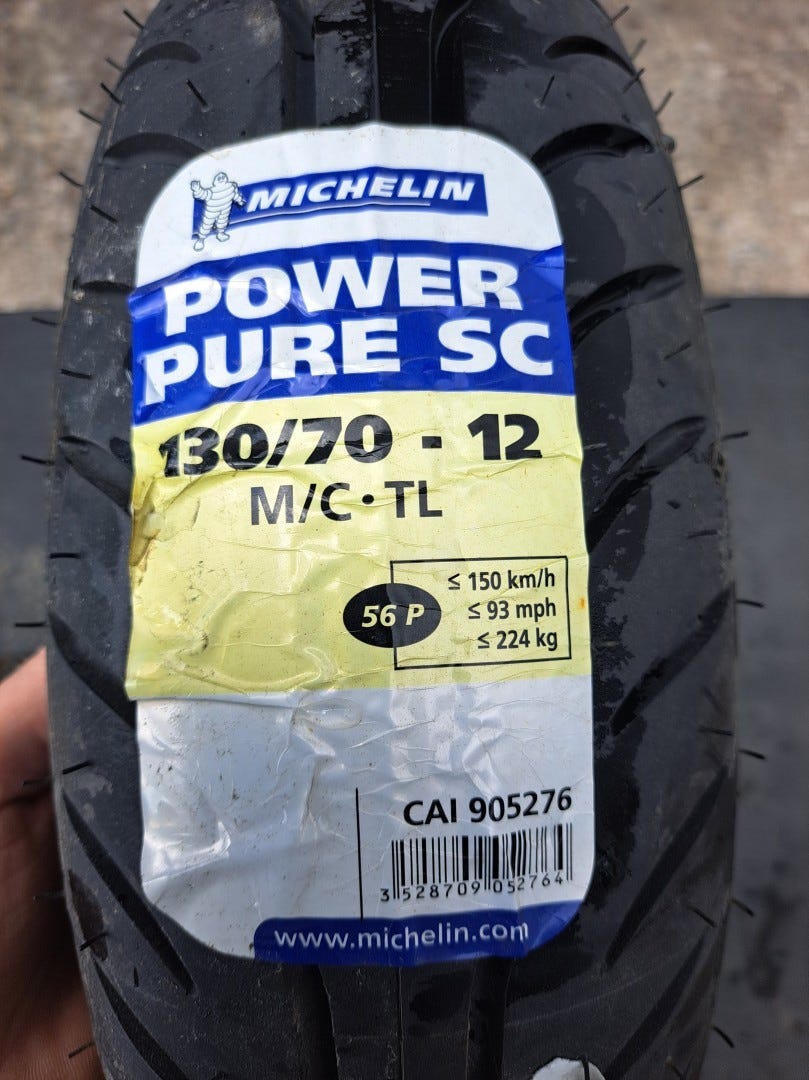 MICHELIN
POWER
PURE SC
130/70 - 12
M/C • TL
56 P
≤ 150 km/h
≤ 93 mph
≤ 224 kg
CAI 905276
3 528709 052764
www.michelin.com